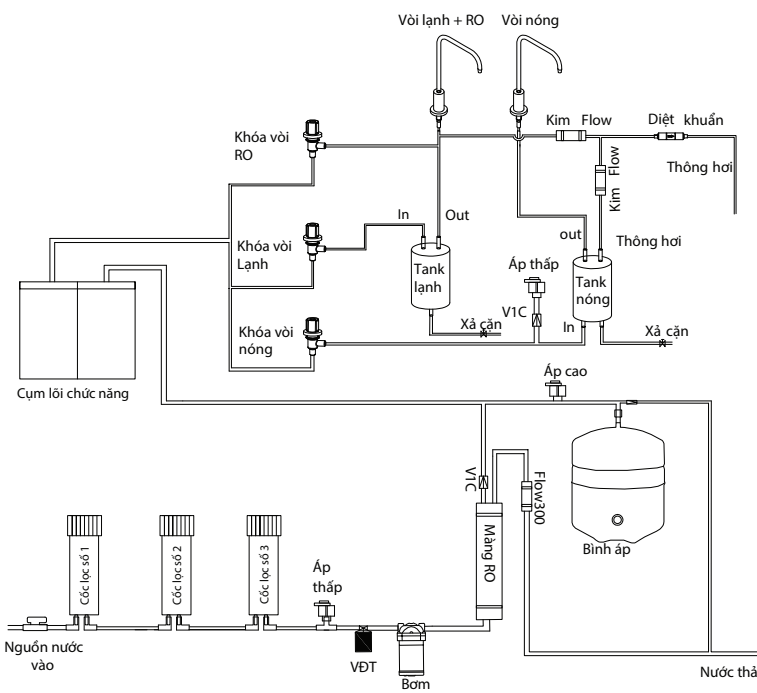 Vòi lạnh + RO
Vòi nóng
Kim Flow
Diệt khuẩn
Khóa vòi
RO
Kim Flow
Thông hơi
In
Out
Khóa vòi
Lạnh
out
Thông hơi
Tank
lạnh
Áp thấp
Tank
nóng
V1C
Khóa vòi
nóng
Xả cặn
In
Xả cặn
Cụm lõi chức năng
Áp cao
V1C
Flow300
Màng RO
Bình áp
Cốc lọc số 1
Cốc lọc số 2
Cốc lọc số 3
Áp
thấp
Nguồn nước
vào
VĐT
Bơm
Nước thả